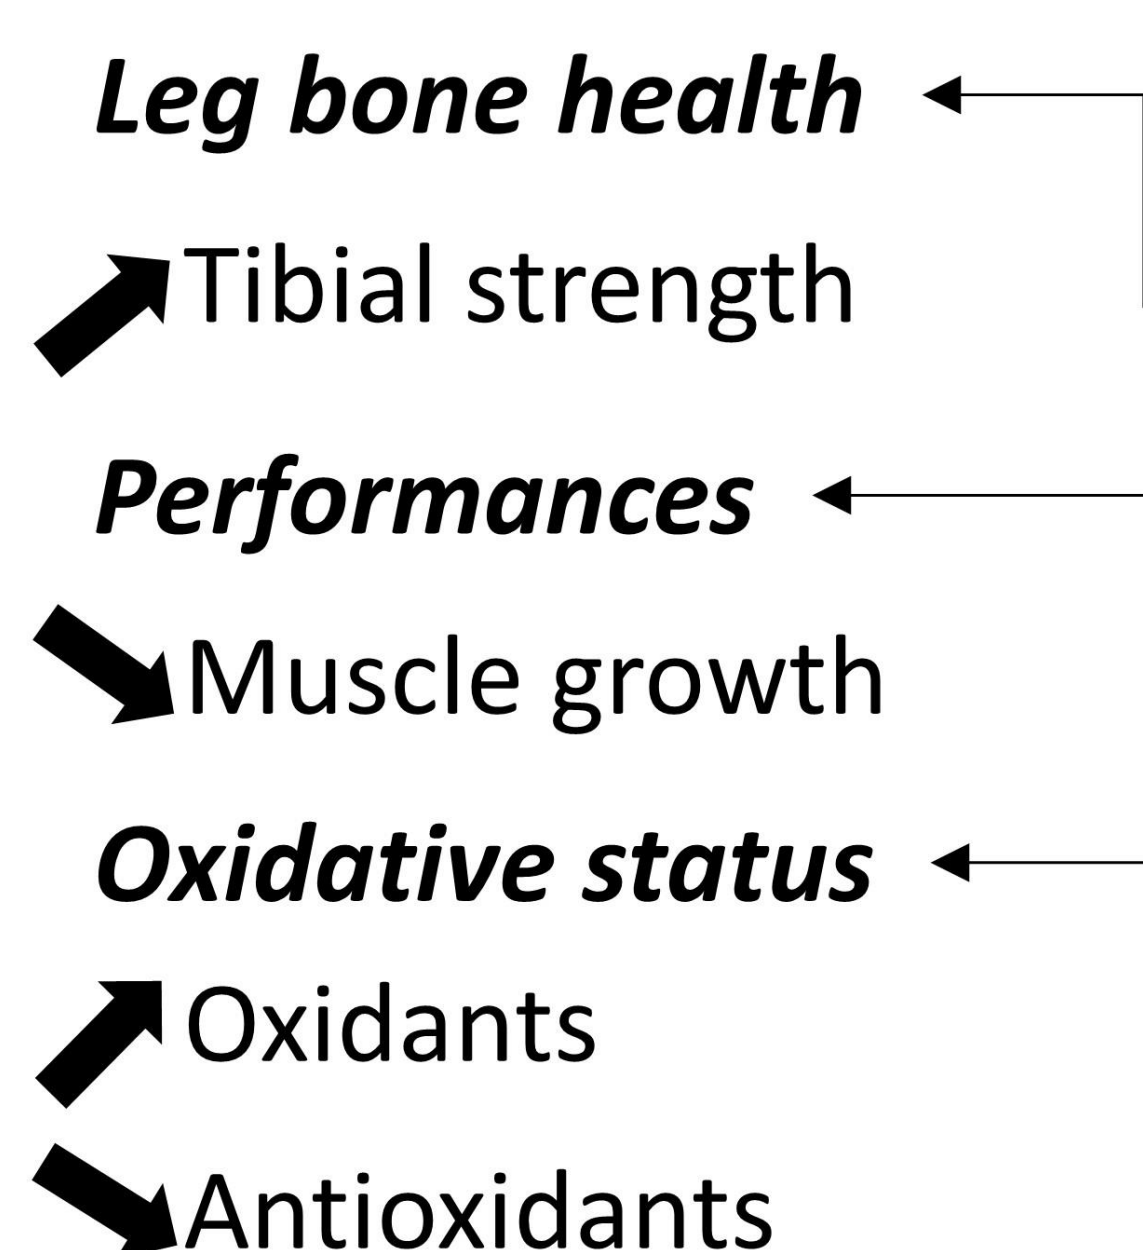 Leg bone health
Tibial strength
Performances
Muscle growth
Oxidative status
Oxidants
Antioxidants